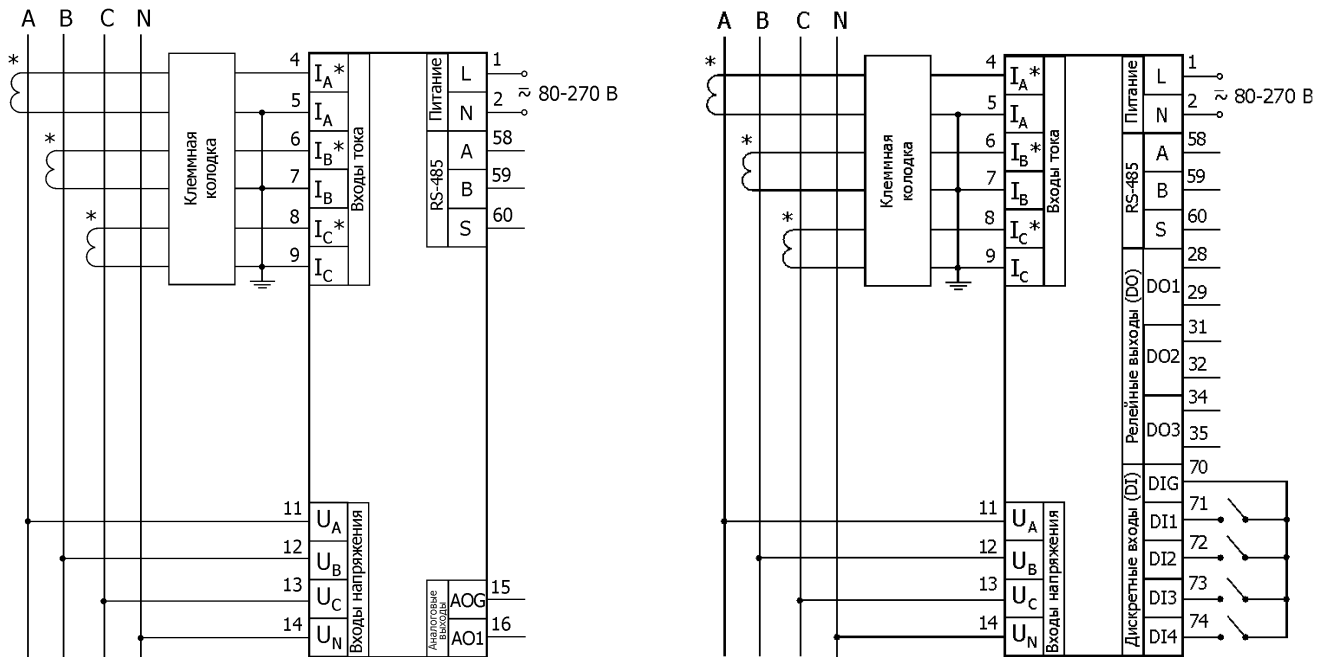 A B C N
*
*
*
Клеммная
колодка
4 I_A*
5 I_A
6 I_B*
7 I_B
8 I_C*
9 I_C
Входы тока
11 U_A
12 U_B
13 U_C
14 U_N
Входы напряжения
Питание
L 1
N 2
≂ 80-270 В
RS-485
A 58
B 59
S 60
Аналоговые
выходы
AOG 15
AO1 16
A B C N
*
*
*
Клеммная
колодка
4 I_A*
5 I_A
6 I_B*
7 I_B
8 I_C*
9 I_C
Входы тока
11 U_A
12 U_B
13 U_C
14 U_N
Входы напряжения
Питание
L 1
N 2
≂ 80-270 В
RS-485
A 58
B 59
S 60
Релейные выходы (DO)
DO1 28
29
DO2 31
32
DO3 34
35
Дискретные входы (DI)
DIG 70
DI1 71
DI2 72
DI3 73
DI4 74